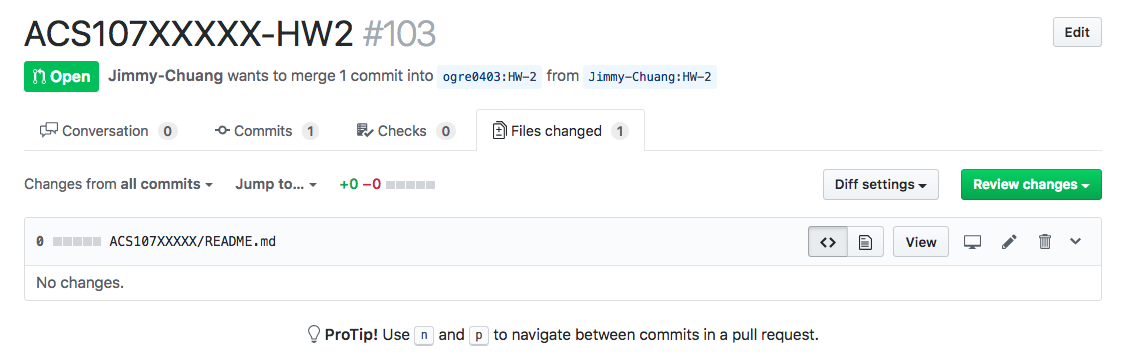 ACS107XXXXX-HW2 #103
Edit
Open Jimmy-Chuang wants to merge 1 commit into ogre0403:HW-2 from Jimmy-Chuang:HW-2
Conversation 0 Commits 1 Checks 0 Files changed 1
Changes from all commits Jump to... +0 −0 Diff settings Review changes
0 ACS107XXXXX/README.md View
No changes.
ProTip! Use n and p to navigate between commits in a pull request.